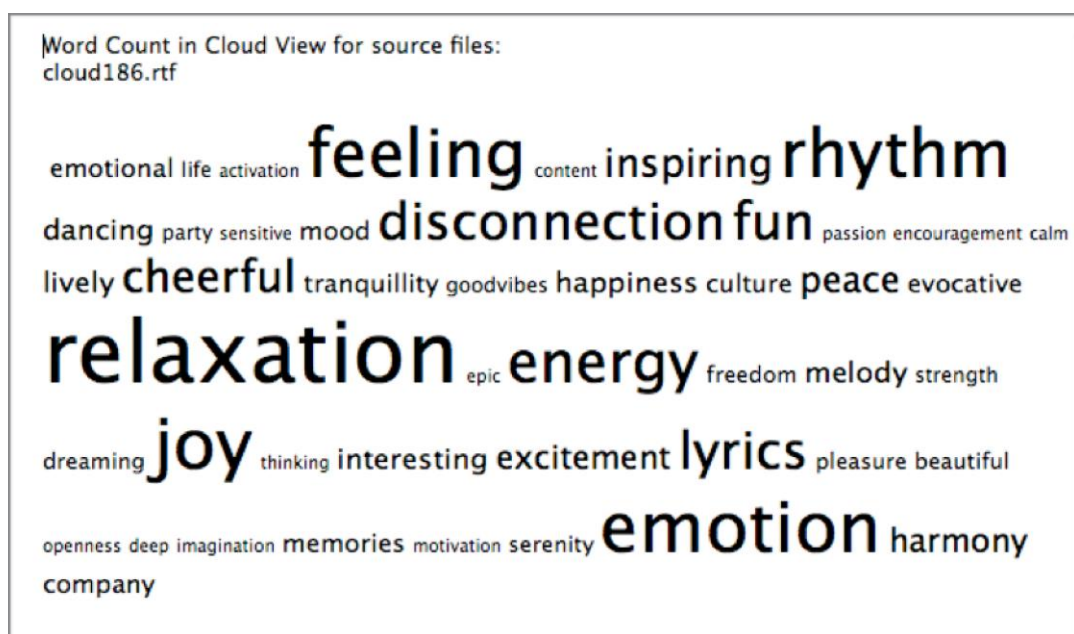 Word Count in Cloud View for source files:
cloud186.rtf
emotional life activation feeling content inspiring rhythm
dancing party sensitive mood disconnection fun passion encouragement calm
lively cheerful tranquillity goodvibes happiness culture peace evocative
relaxation epic energy freedom melody strength
dreaming joy thinking interesting excitement lyrics pleasure beautiful
openness deep imagination memories motivation serenity emotion harmony
company